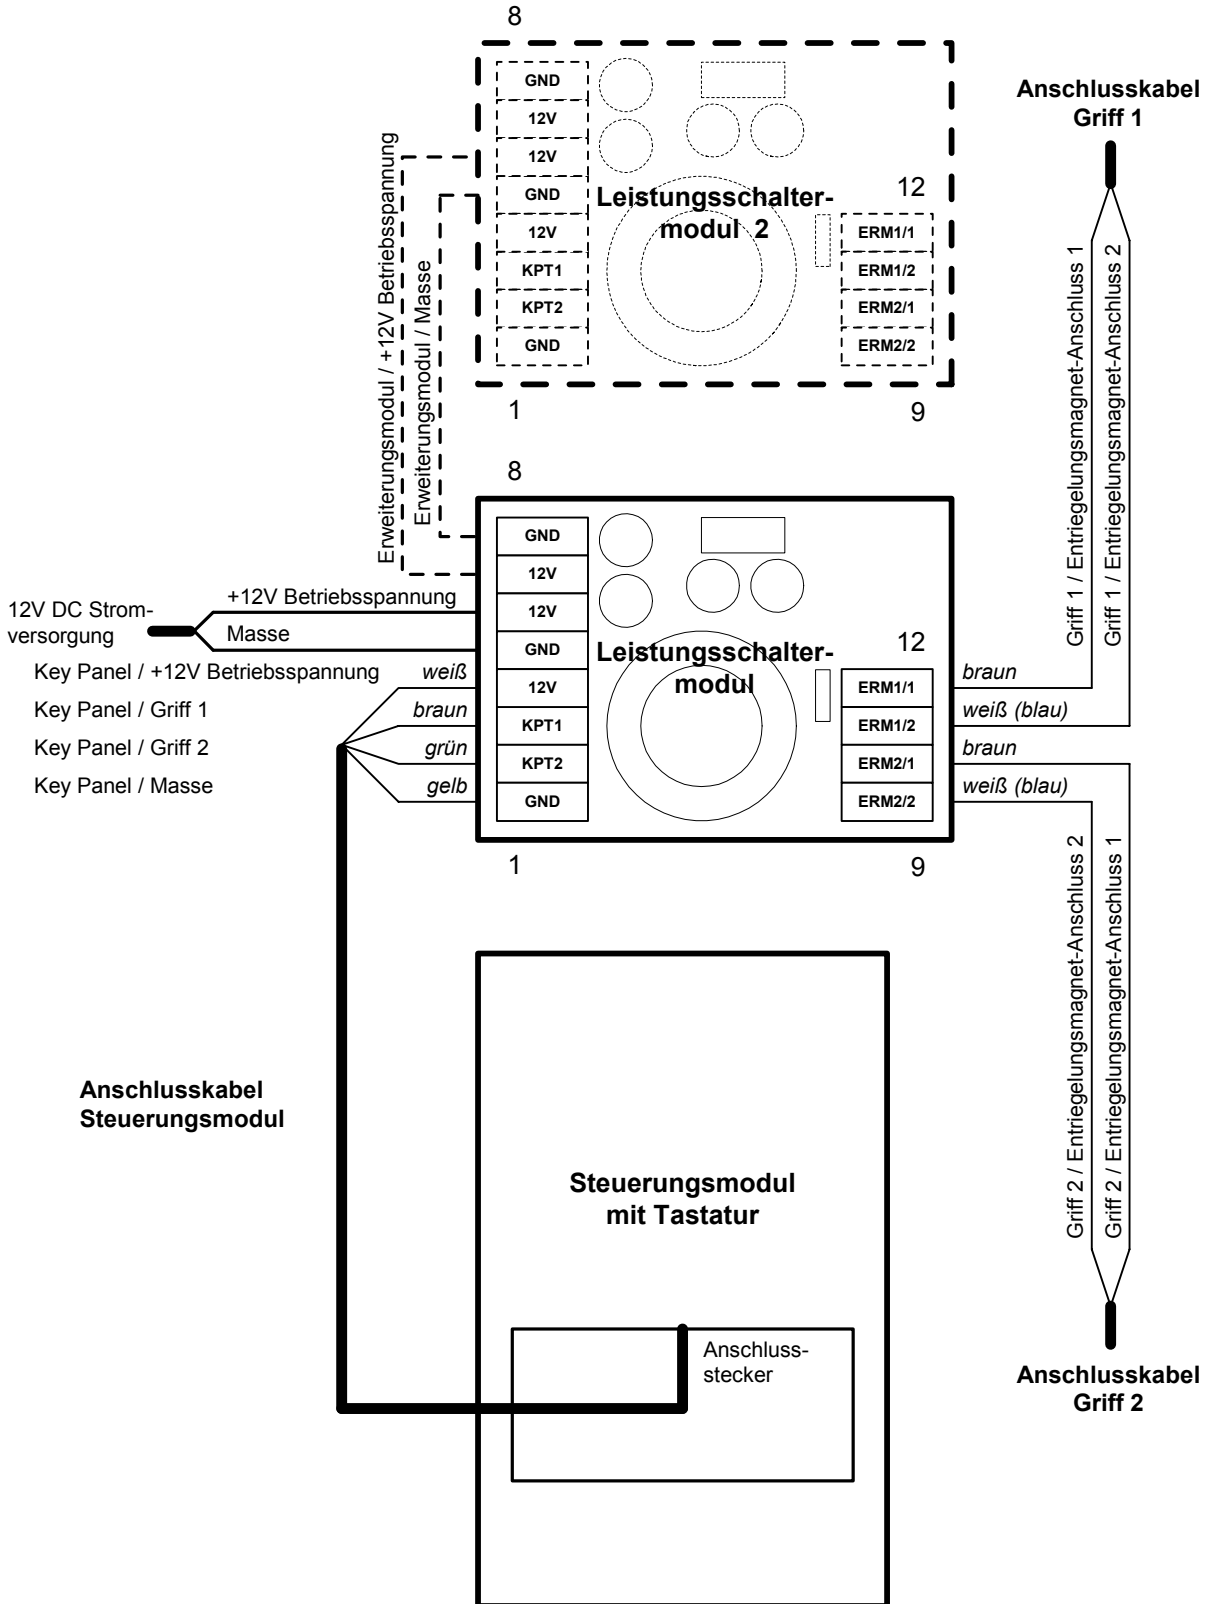 8
GND
12V
12V
GND
12V
KPT1
KPT2
GND
Leistungsschalter-
modul 2
12
ERM1/1
ERM1/2
ERM2/1
ERM2/2
1
9
Erweiterungsmodul / +12V Betriebsspannung
Erweiterungsmodul / Masse
Anschlusskabel
Griff 1
Griff 1 / Entriegelungsmagnet-Anschluss 1
Griff 1 / Entriegelungsmagnet-Anschluss 2
8
GND
12V
12V
GND
12V
KPT1
KPT2
GND
Leistungsschalter-
modul
12
ERM1/1
ERM1/2
ERM2/1
ERM2/2
1
9
12V DC Strom-
versorgung
+12V Betriebsspannung
Masse
Key Panel / +12V Betriebsspannung weiß
Key Panel / Griff 1 braun
Key Panel / Griff 2 grün
Key Panel / Masse gelb
braun
weiß (blau)
braun
weiß (blau)
Griff 2 / Entriegelungsmagnet-Anschluss 2
Griff 2 / Entriegelungsmagnet-Anschluss 1
Anschlusskabel
Steuerungsmodul
Steuerungsmodul
mit Tastatur
Anschluss-
stecker
Anschlusskabel
Griff 2